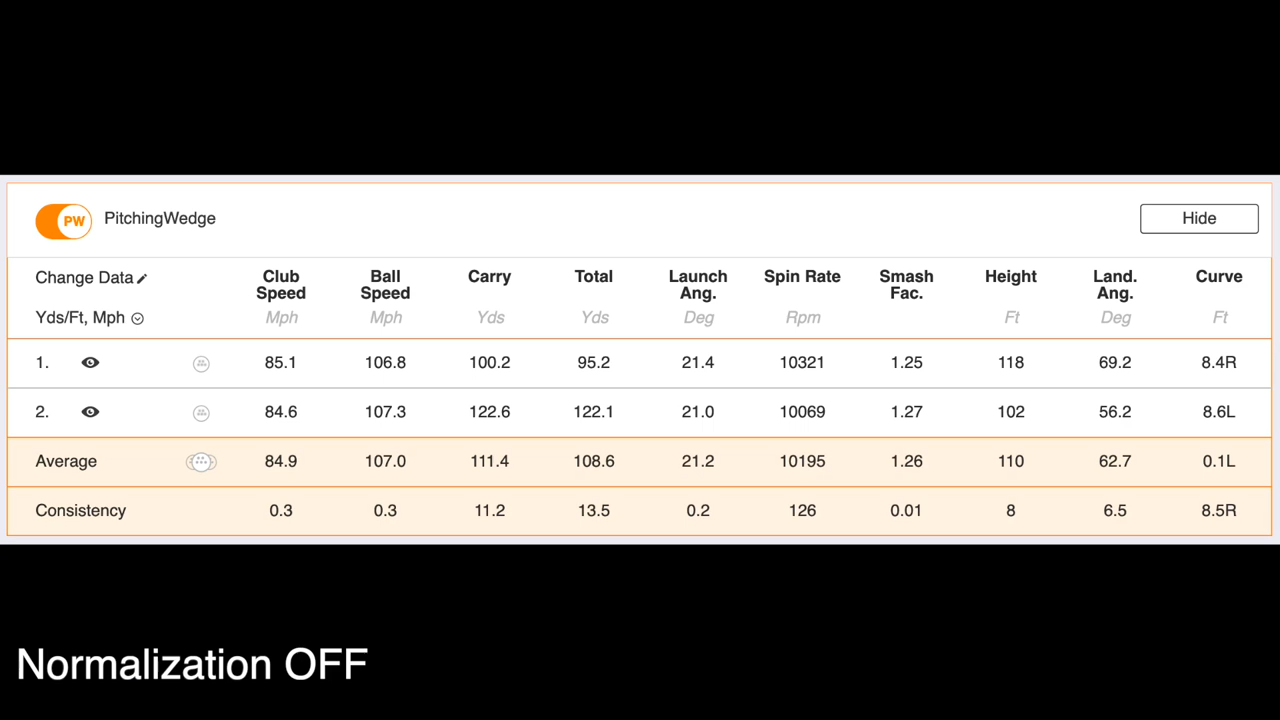 PW PitchingWedge Hide
Change Data Club Speed Ball Speed Carry Total Launch Ang. Spin Rate Smash Fac. Height Land. Ang. Curve
Yds/Ft, Mph Mph Mph Yds Yds Deg Rpm Ft Deg Ft
1. 85.1 106.8 100.2 95.2 21.4 10321 1.25 118 69.2 8.4R
2. 84.6 107.3 122.6 122.1 21.0 10069 1.27 102 56.2 8.6L
Average 84.9 107.0 111.4 108.6 21.2 10195 1.26 110 62.7 0.1L
Consistency 0.3 0.3 11.2 13.5 0.2 126 0.01 8 6.5 8.5R
Normalization OFF